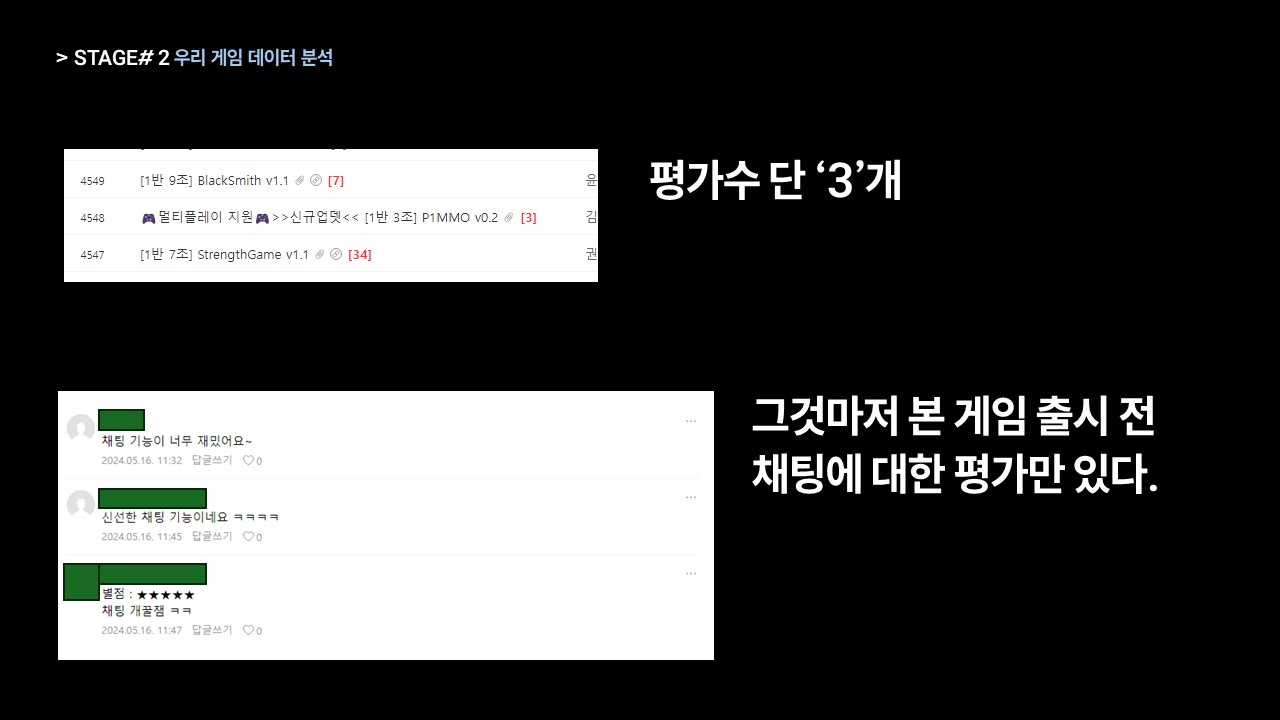 > STAGE# 2 우리 게임 데이터 분석
4549 [1반 9조] BlackSmith v1.1 [7] 윤
4548 🎮멀티플레이 지원🎮>>신규업뎃<< [1반 3조] P1MMO v0.2 [3] 김
4547 [1반 7조] StrengthGame v1.1 [34] 권
평가수 단 ‘3’개
채팅 기능이 너무 재밌어요~
2024.05.16. 11:32 답글쓰기 ♡0
신선한 채팅 기능이네요 ㅋㅋㅋㅋ
2024.05.16. 11:45 답글쓰기 ♡0
별점 : ★★★★★
채팅 개꿀잼 ㅋㅋ
2024.05.16. 11:47 답글쓰기 ♡0
그것마저 본 게임 출시 전
채팅에 대한 평가만 있다.